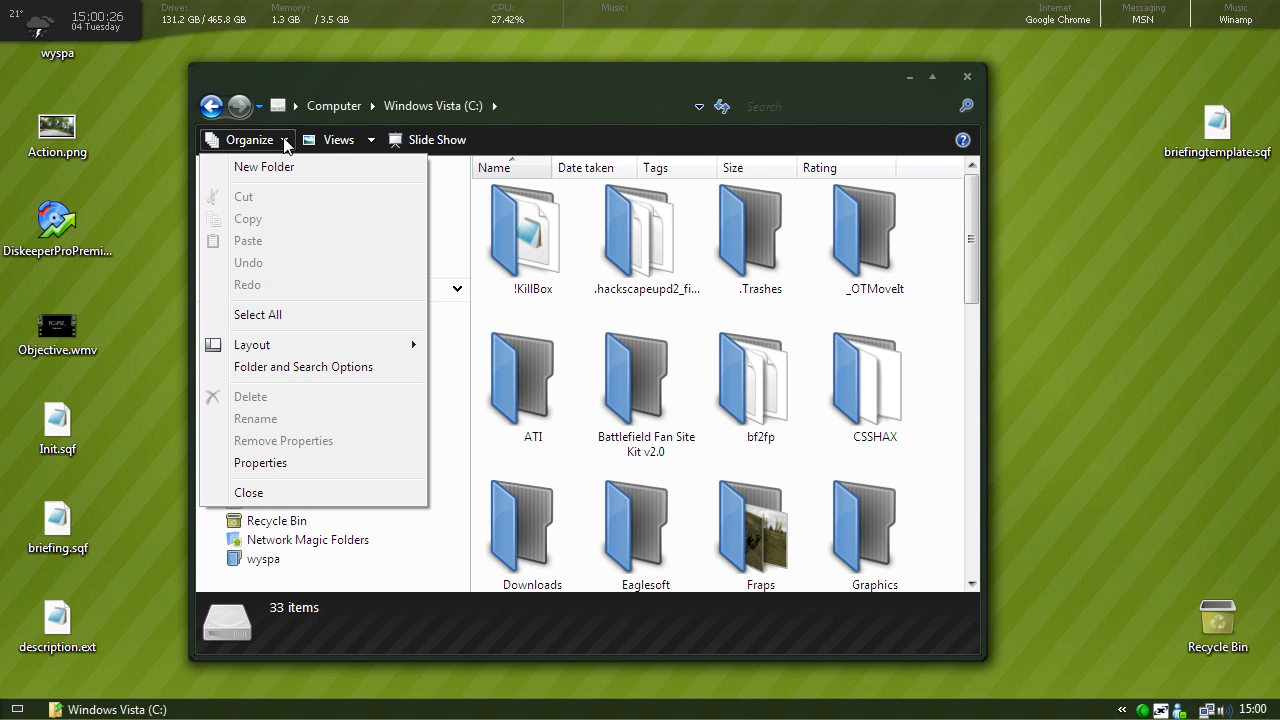 21°
15:00:26
04 Tuesday
Drive:
131.2 GB / 465.8 GB
Memory:
1.3 GB / 3.5 GB
CPU:
27.42%
Music:
Internet
Google Chrome
Messaging
MSN
Music
Winamp
wyspa
Action.png
DiskeeperProPremi...
Objective.wmv
Init.sqf
briefing.sqf
description.ext
briefingtemplate.sqf
Recycle Bin
Computer
Windows Vista (C:)
Search
Organize
Views
Slide Show
New Folder
Cut
Copy
Paste
Undo
Redo
Select All
Layout
Folder and Search Options
Delete
Rename
Remove Properties
Properties
Close
Recycle Bin
Network Magic Folders
wyspa
Name
Date taken
Tags
Size
Rating
!KillBox
.hackscapeupd2_fi...
.Trashes
_OTMoveIt
ATI
Battlefield Fan Site
Kit v2.0
bf2fp
CSSHAX
Downloads
Eaglesoft
Fraps
Graphics
33 items
Windows Vista (C:)
15:00